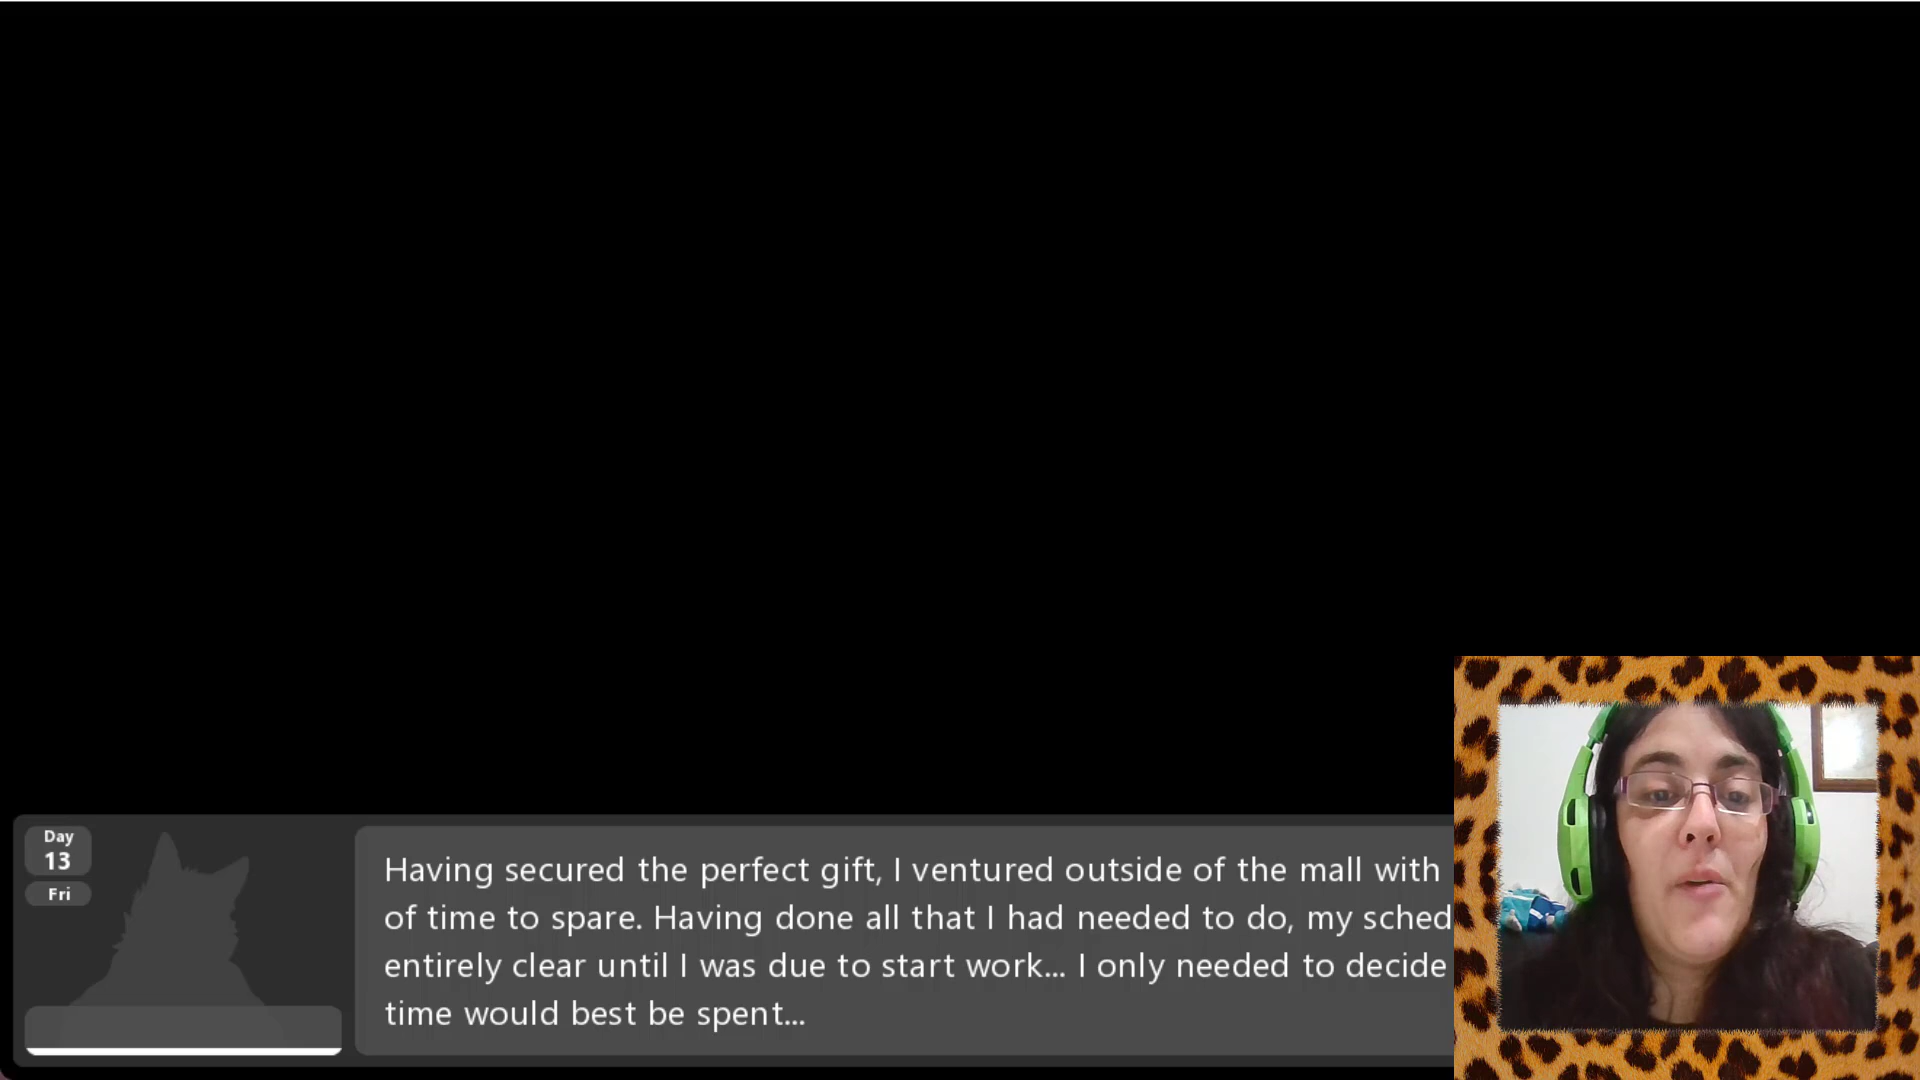 Day
13
Fri
Having secured the perfect gift, I ventured outside of the mall with
of time to spare. Having done all that I had needed to do, my sched
entirely clear until I was due to start work... I only needed to decide
time would best be spent...